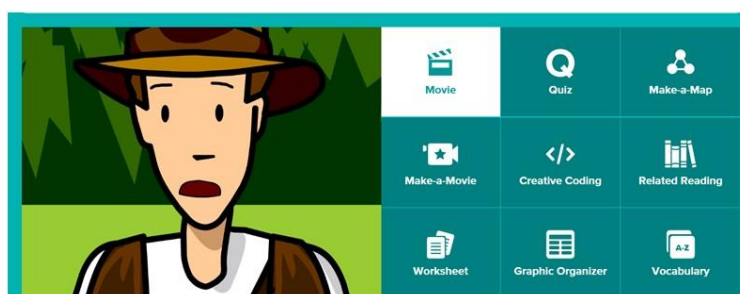 Movie
Quiz
Make-a-Map
Make-a-Movie
Creative Coding
Related Reading
Worksheet
Graphic Organizer
Vocabulary